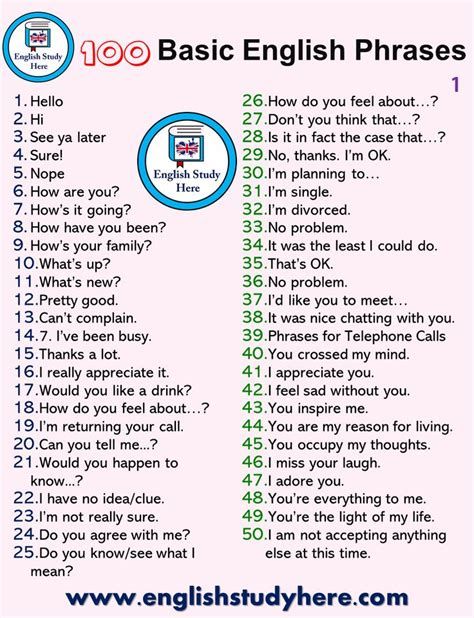 English Study
Here
100 Basic English Phrases
1
1. Hello
2. Hi
3. See ya later
4. Sure!
5. Nope
6. How are you?
7. How's it going?
8. How have you been?
9. How's your family?
10.What's up?
11.What's new?
12.Pretty good.
13.Can't complain.
14.7. I've been busy.
15.Thanks a lot.
16.I really appreciate it.
17.Would you like a drink?
18.How do you feel about…?
19.I'm returning your call.
20.Can you tell me...?
21.Would you happen to
know...?
22.I have no idea/clue.
23.I'm not really sure.
24.Do you agree with me?
25.Do you know/see what I
mean?
English Study
Here
26.How do you feel about…?
27.Don't you think that…?
28.Is it in fact the case that…?
29.No, thanks. I'm OK.
30.I'm planning to…
31.I'm single.
32.I'm divorced.
33.No problem.
34.It was the least I could do.
35.That's OK.
36.No problem.
37.I'd like you to meet…
38.It was nice chatting with you.
39.Phrases for Telephone Calls
40.You crossed my mind.
41.I appreciate you.
42.I feel sad without you.
43.You inspire me.
44.You are my reason for living.
45.You occupy my thoughts.
46.I miss your laugh.
47.I adore you.
48.You're everything to me.
49.You're the light of my life.
50.I am not accepting anything
else at this time.
www.englishstudyhere.com